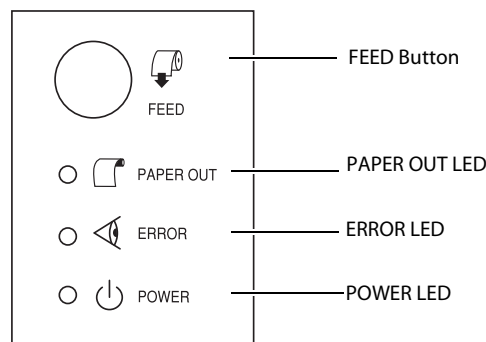 FEED Button
FEED
PAPER OUT
PAPER OUT LED
ERROR
ERROR LED
POWER
POWER LED